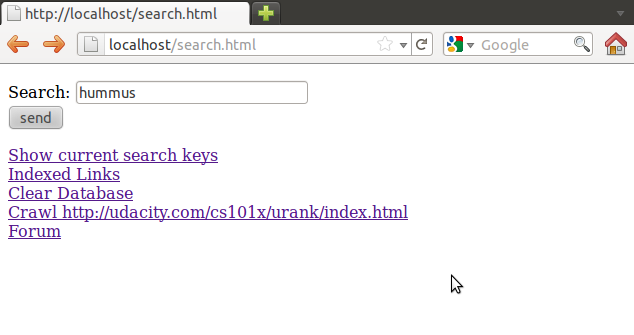 http://localhost/search.html
localhost/search.html
Google
Search: hummus
send
Show current search keys
Indexed Links
Clear Database
Crawl http://udacity.com/cs101x/urank/index.html
Forum